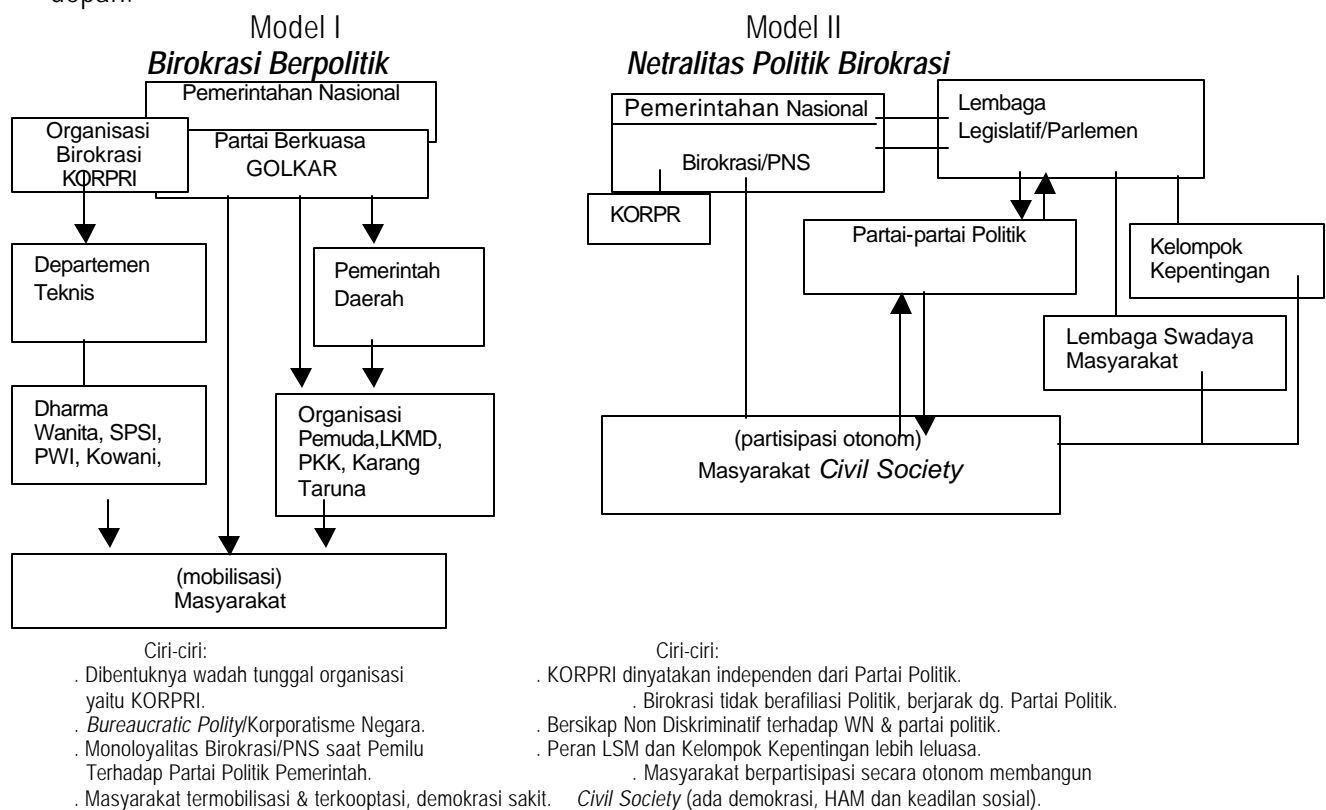 depan.
Model I
Birokrasi Berpolitik
Pemerintahan Nasional
Organisasi
Birokrasi
KORPRI
Partai Berkuasa
GOLKAR
Departemen
Teknis
Pemerintah
Daerah
Dharma
Wanita, SPSI,
PWI, Kowani,
Organisasi
Pemuda,LKMD,
PKK, Karang
Taruna
(mobilisasi)
Masyarakat
Ciri-ciri:
. Dibentuknya wadah tunggal organisasi
yaitu KORPRI.
. Bureaucratic Polity/Korporatisme Negara.
. Monoloyalitas Birokrasi/PNS saat Pemilu
Terhadap Partai Politik Pemerintah.
. Masyarakat termobilisasi & terkooptasi, demokrasi sakit.
Model II
Netralitas Politik Birokrasi
Pemerintahan Nasional
Birokrasi/PNS
KORPR
Lembaga
Legislatif/Parlemen
Partai-partai Politik
Kelompok
Kepentingan
Lembaga Swadaya
Masyarakat
(partisipasi otonom)
Masyarakat Civil Society
Ciri-ciri:
. KORPRI dinyatakan independen dari Partai Politik.
. Birokrasi tidak berafiliasi Politik, berjarak dg. Partai Politik.
. Bersikap Non Diskriminatif terhadap WN & partai politik.
. Peran LSM dan Kelompok Kepentingan lebih leluasa.
. Masyarakat berpartisipasi secara otonom membangun
Civil Society (ada demokrasi, HAM dan keadilan sosial).